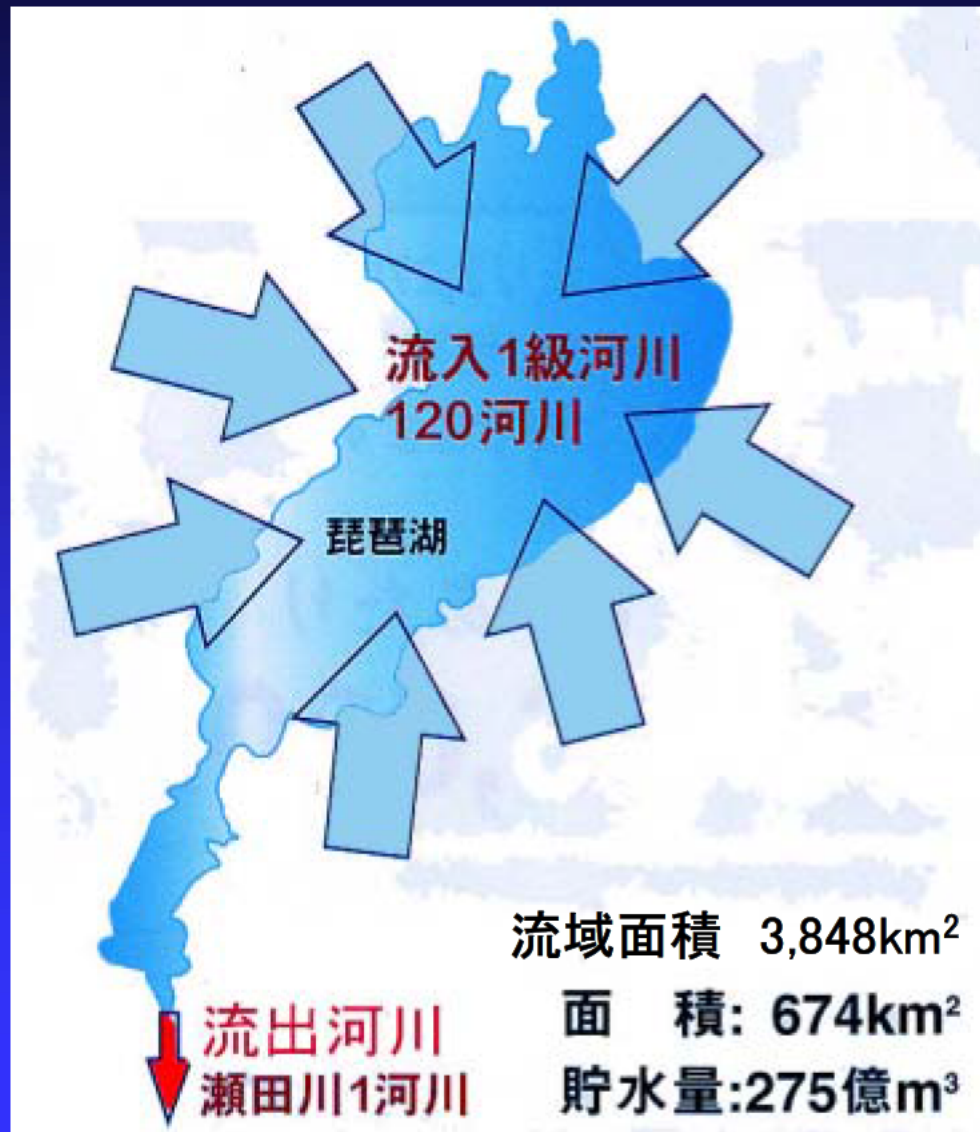 流入1級河川
120河川
琵琶湖
流域面積 3,848km²
面 積: 674km²
貯水量:275億m³
流出河川
瀬田川1河川